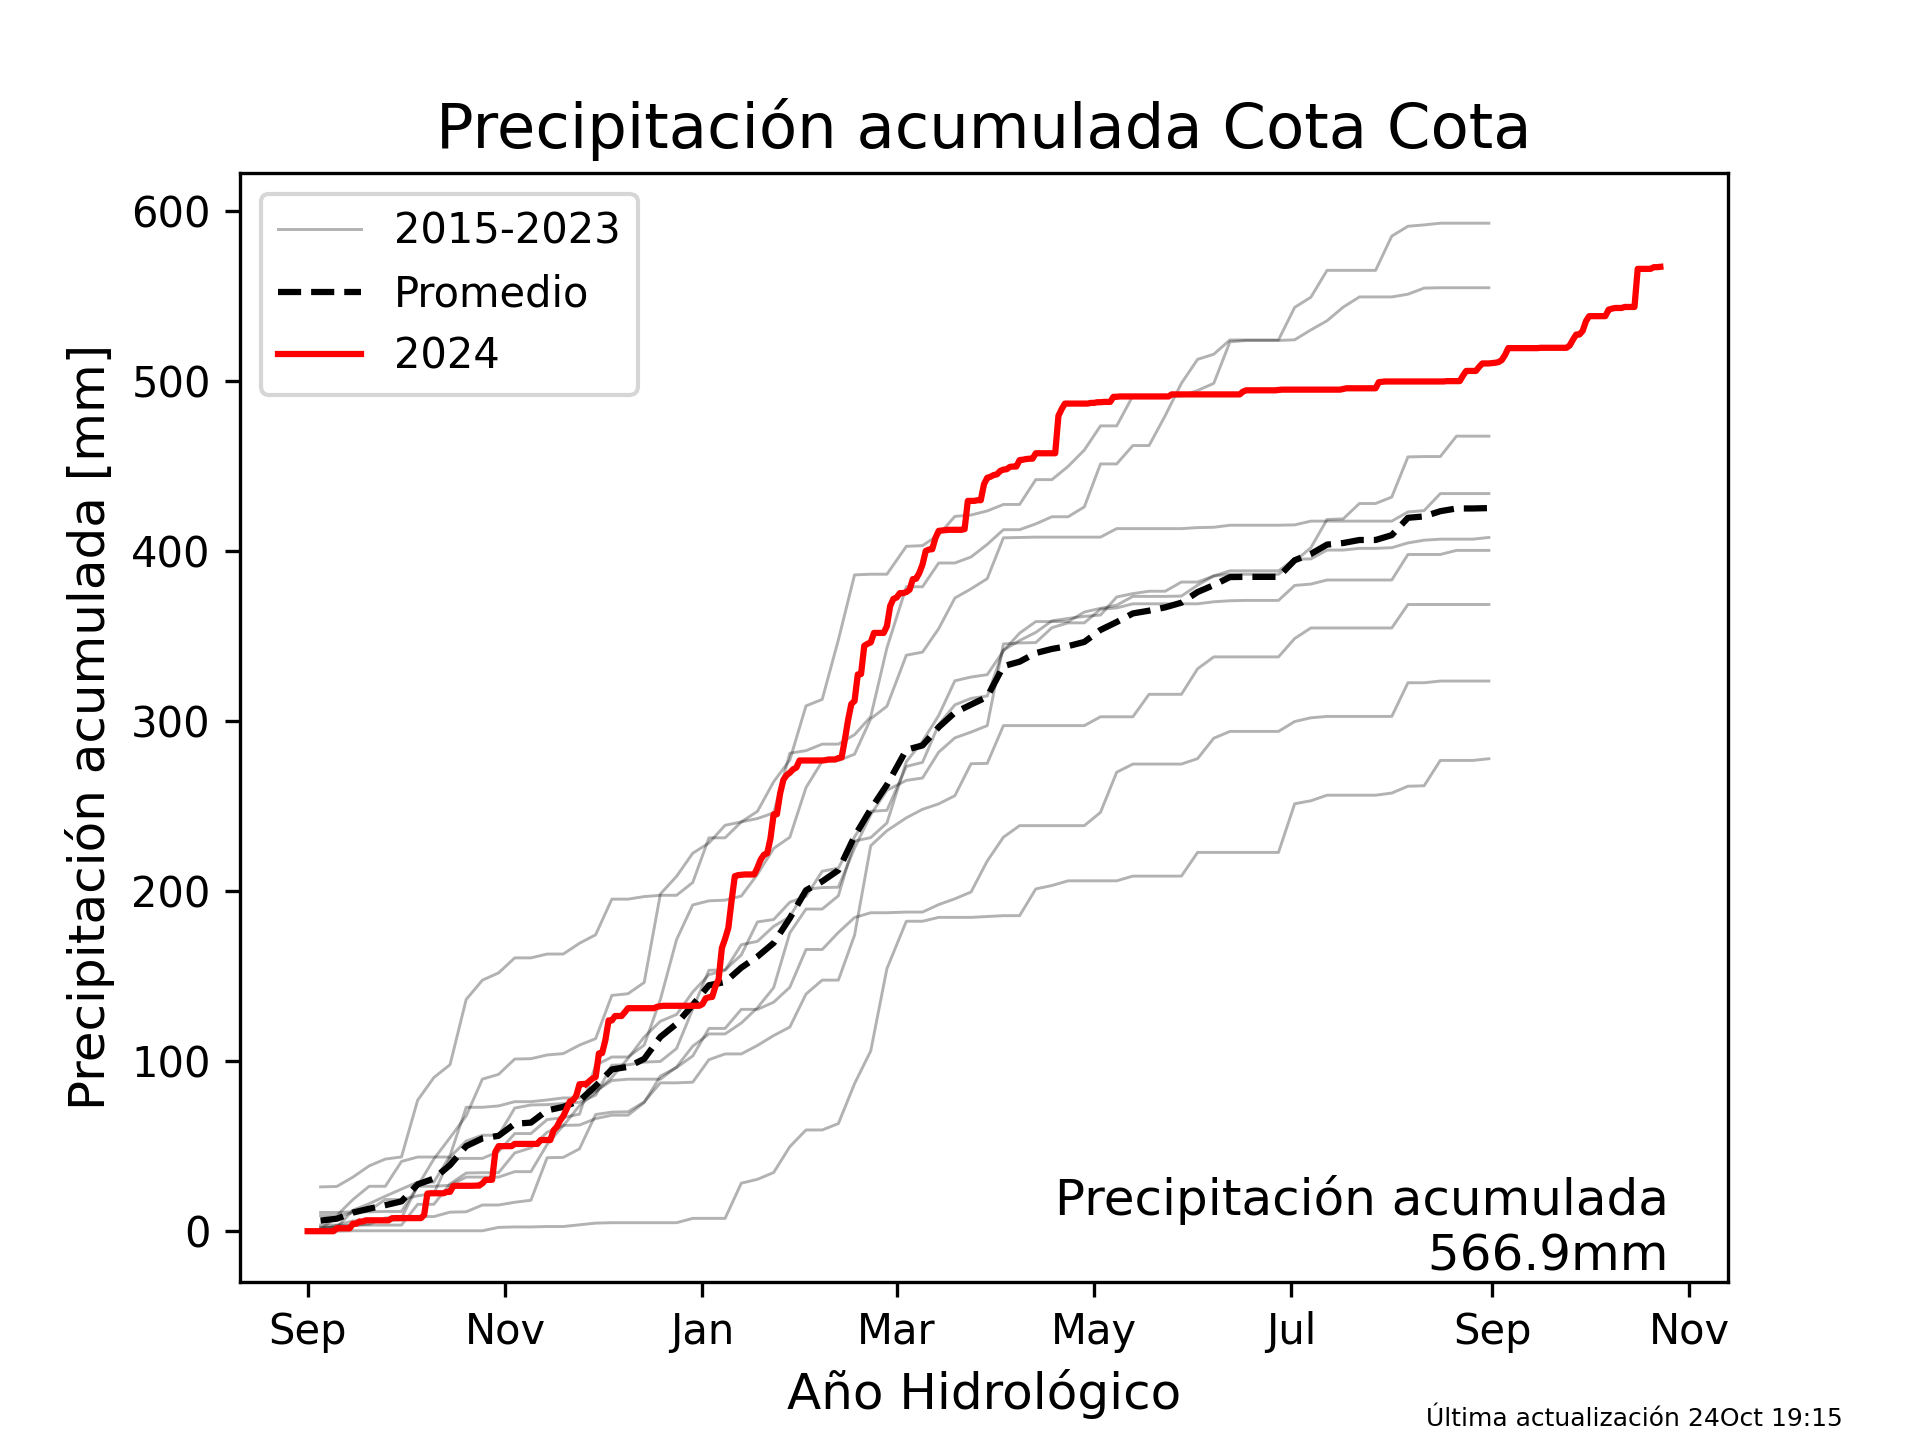 Precipitación acumulada Cota Cota
2015-2023
Promedio
2024
Precipitación acumulada [mm]
600
500
400
300
200
100
0
Precipitación acumulada
566.9mm
Sep Nov Jan Mar May Jul Sep Nov
Año Hidrológico
Última actualización 24Oct 19:15